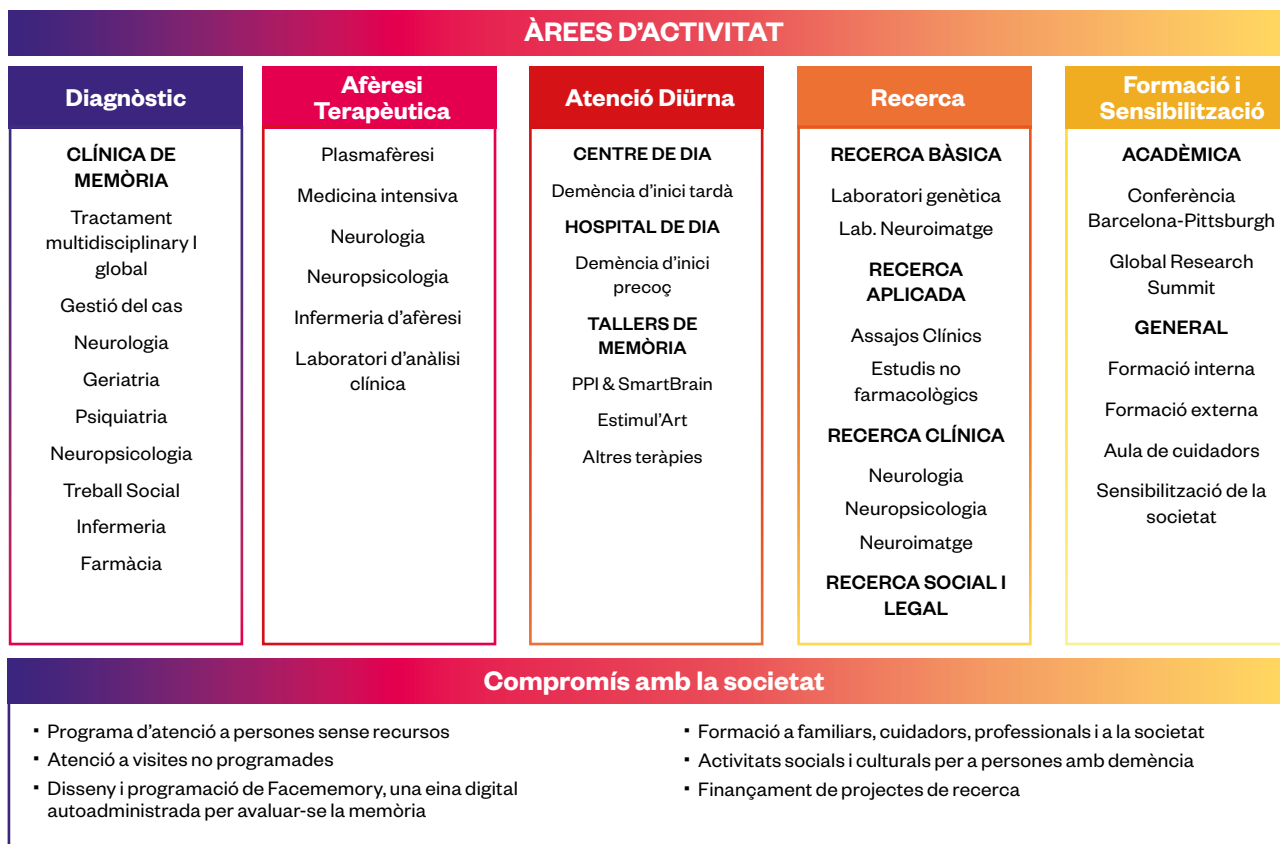 ÀREES D’ACTIVITAT
Diagnòstic
CLÍNICA DE
MEMÒRIA
Tractament
multidisciplinary I
global
Gestió del cas
Neurologia
Geriatria
Psiquiatria
Neuropsicologia
Treball Social
Infermeria
Farmàcia
Afèresi
Terapèutica
Plasmafèresi
Medicina intensiva
Neurologia
Neuropsicologia
Infermeria d’afèresi
Laboratori d’anàlisi
clínica
Atenció Diürna
CENTRE DE DIA
Demència d’inici tardà
HOSPITAL DE DIA
Demència d’inici
precoç
TALLERS DE
MEMÒRIA
PPI & SmartBrain
Estimul’Art
Altres teràpies
Recerca
RECERCA BÀSICA
Laboratori genètica
Lab. Neuroimatge
RECERCA
APLICADA
Assajos Clínics
Estudis no
farmacològics
RECERCA CLÍNICA
Neurologia
Neuropsicologia
Neuroimatge
RECERCA SOCIAL I
LEGAL
Formació i
Sensibilització
ACADÈMICA
Conferència
Barcelona-Pittsburgh
Global Research
Summit
GENERAL
Formació interna
Formació externa
Aula de cuidadors
Sensibilització de la
societat
Compromís amb la societat
▪ Programa d’atenció a persones sense recursos
▪ Atenció a visites no programades
▪ Disseny i programació de Facememory, una eina digital
autoadministrada per avaluar-se la memòria
▪ Formació a familiars, cuidadors, professionals i a la societat
▪ Activitats socials i culturals per a persones amb demència
▪ Finançament de projectes de recerca